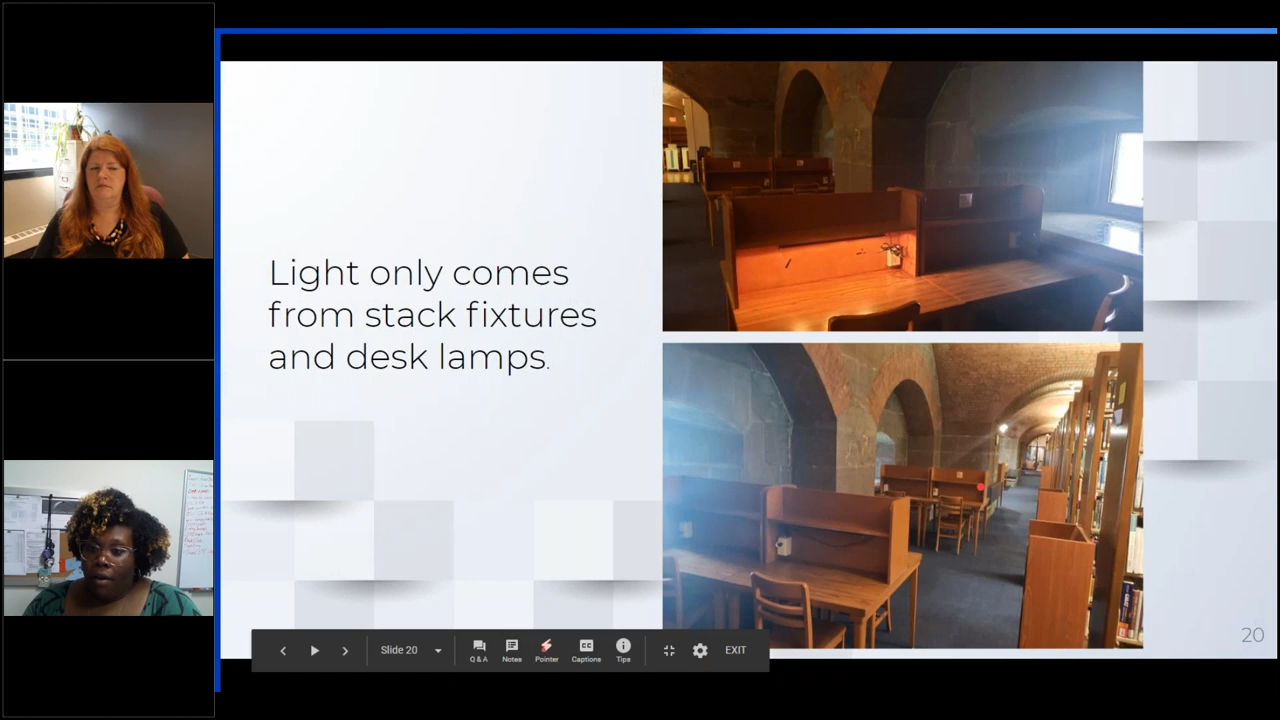 Light only comes
from stack fixtures
and desk lamps.
20
Slide 20
Q & A
Notes
Pointer
Captions
Tips
EXIT